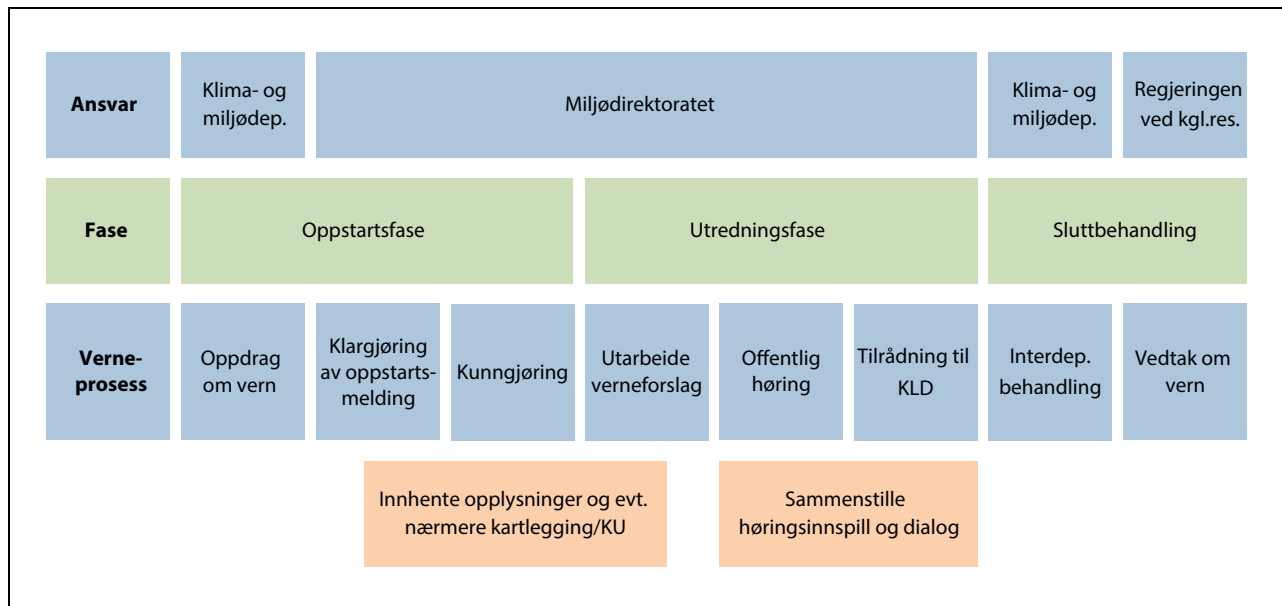 Ansvar
Klima- og
miljødep.
Miljødirektoratet
Klima- og
miljødep.
Regjeringen
ved kgl.res.
Fase
Oppstartsfase
Utredningsfase
Sluttbehandling
Verne-
prosess
Oppdrag
om vern
Klargjøring
av oppstarts-
melding
Kunngjøring
Utarbeide
verneforslag
Offentlig
høring
Tilrådning til
KLD
Interdep.
behandling
Vedtak om
vern
Innhente opplysninger og evt.
nærmere kartlegging/KU
Sammenstille
høringsinnspill og dialog